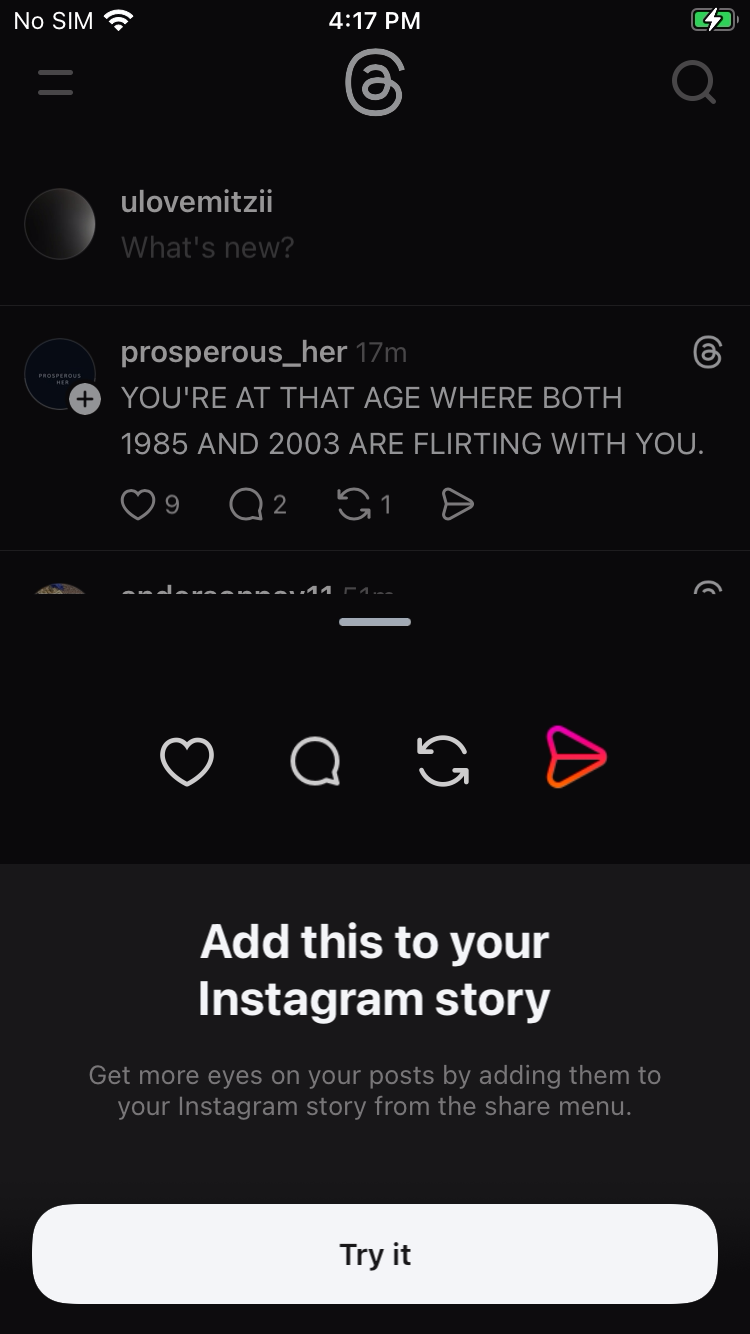 No SIM 4:17 PM
ulovemitzii
What's new?
prosperous_her 17m
PROSPEROUS
HER
YOU'RE AT THAT AGE WHERE BOTH
1985 AND 2003 ARE FLIRTING WITH YOU.
9 2 1
51m
Add this to your
Instagram story
Get more eyes on your posts by adding them to
your Instagram story from the share menu.
Try it